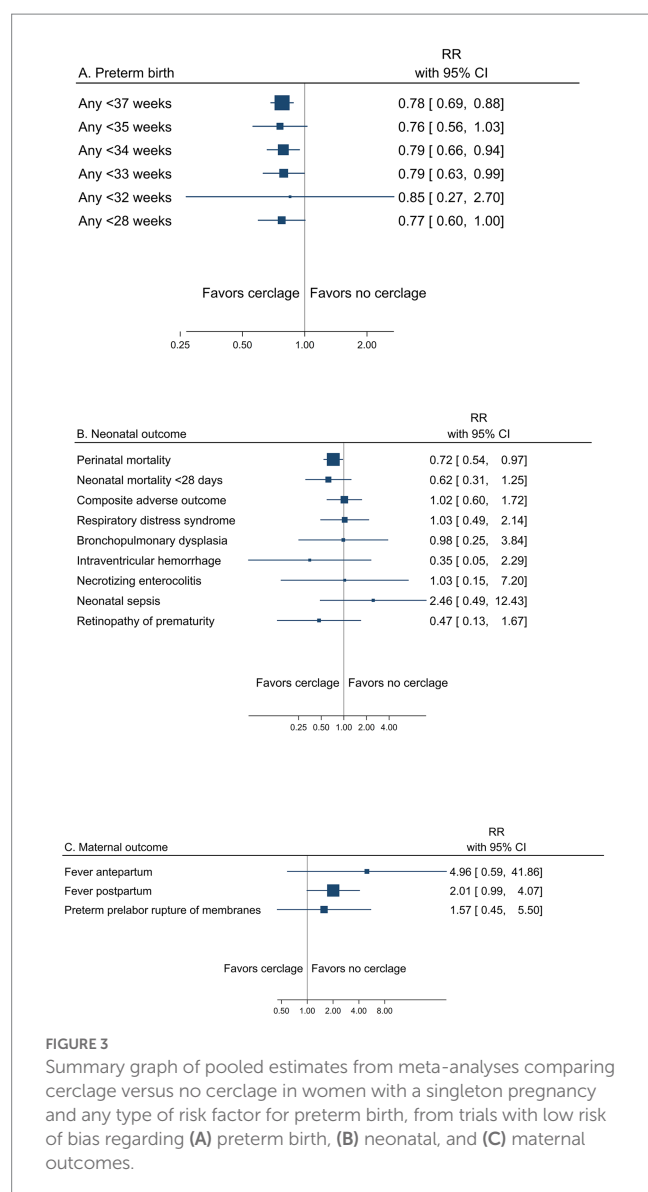 RR
A. Preterm birth with 95% CI
Any <37 weeks 0.78 [ 0.69, 0.88]
Any <35 weeks 0.76 [ 0.56, 1.03]
Any <34 weeks 0.79 [ 0.66, 0.94]
Any <33 weeks 0.79 [ 0.63, 0.99]
Any <32 weeks 0.85 [ 0.27, 2.70]
Any <28 weeks 0.77 [ 0.60, 1.00]
Favors cerclage Favors no cerclage
0.25 0.50 1.00 2.00
RR
B. Neonatal outcome with 95% CI
Perinatal mortality 0.72 [ 0.54, 0.97]
Neonatal mortality <28 days 0.62 [ 0.31, 1.25]
Composite adverse outcome 1.02 [ 0.60, 1.72]
Respiratory distress syndrome 1.03 [ 0.49, 2.14]
Bronchopulmonary dysplasia 0.98 [ 0.25, 3.84]
Intraventricular hemorrhage 0.35 [ 0.05, 2.29]
Necrotizing enterocolitis 1.03 [ 0.15, 7.20]
Neonatal sepsis 2.46 [ 0.49, 12.43]
Retinopathy of prematurity 0.47 [ 0.13, 1.67]
Favors cerclage Favors no cerclage
0.25 0.50 1.00 2.00 4.00
RR
C. Maternal outcome with 95% CI
Fever antepartum 4.96 [ 0.59, 41.86]
Fever postpartum 2.01 [ 0.99, 4.07]
Preterm prelabor rupture of membranes 1.57 [ 0.45, 5.50]
Favors cerclage Favors no cerclage
0.50 1.00 2.00 4.00 8.00
FIGURE 3
Summary graph of pooled estimates from meta-analyses comparing
cerclage versus no cerclage in women with a singleton pregnancy
and any type of risk factor for preterm birth, from trials with low risk
of bias regarding (A) preterm birth, (B) neonatal, and (C) maternal
outcomes.